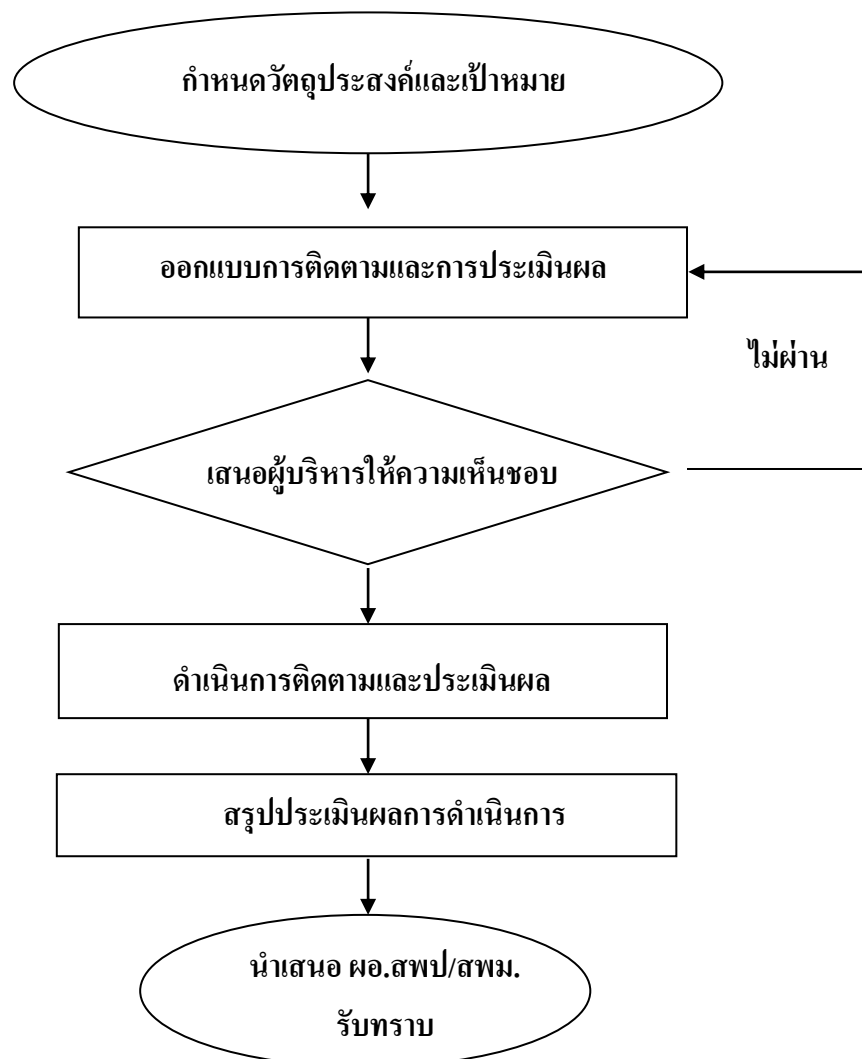 กำหนดวัตถุประสงค์และเป้าหมาย
ออกแบบการติดตามและการประเมินผล
ไม่ผ่าน
เสนอผู้บริหารให้ความเห็นชอบ
ดำเนินการติดตามและประเมินผล
สรุปประเมินผลการดำเนินการ
นำเสนอ ผอ.สพป/สพม.
รับทราบ